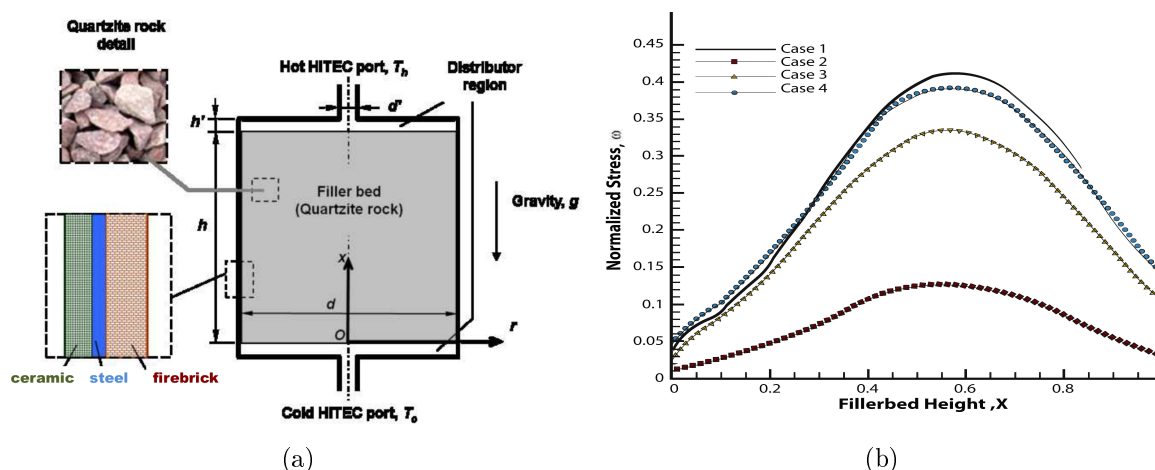 Quartzite rock
detail
Hot HITEC port, T_h
Distributor
region
d"
h'
Filler bed
(Quartzite rock)
Gravity, g
h
x
d
O
r
ceramic steel firebrick
Cold HITEC port, T_o
(a)
Normalized Stress, ω
0.45
0.4
0.35
0.3
0.25
0.2
0.15
0.1
0.05
0
Case 1
Case 2
Case 3
Case 4
0 0.2 0.4 0.6 0.8
Fillerbed Height ,X
(b)